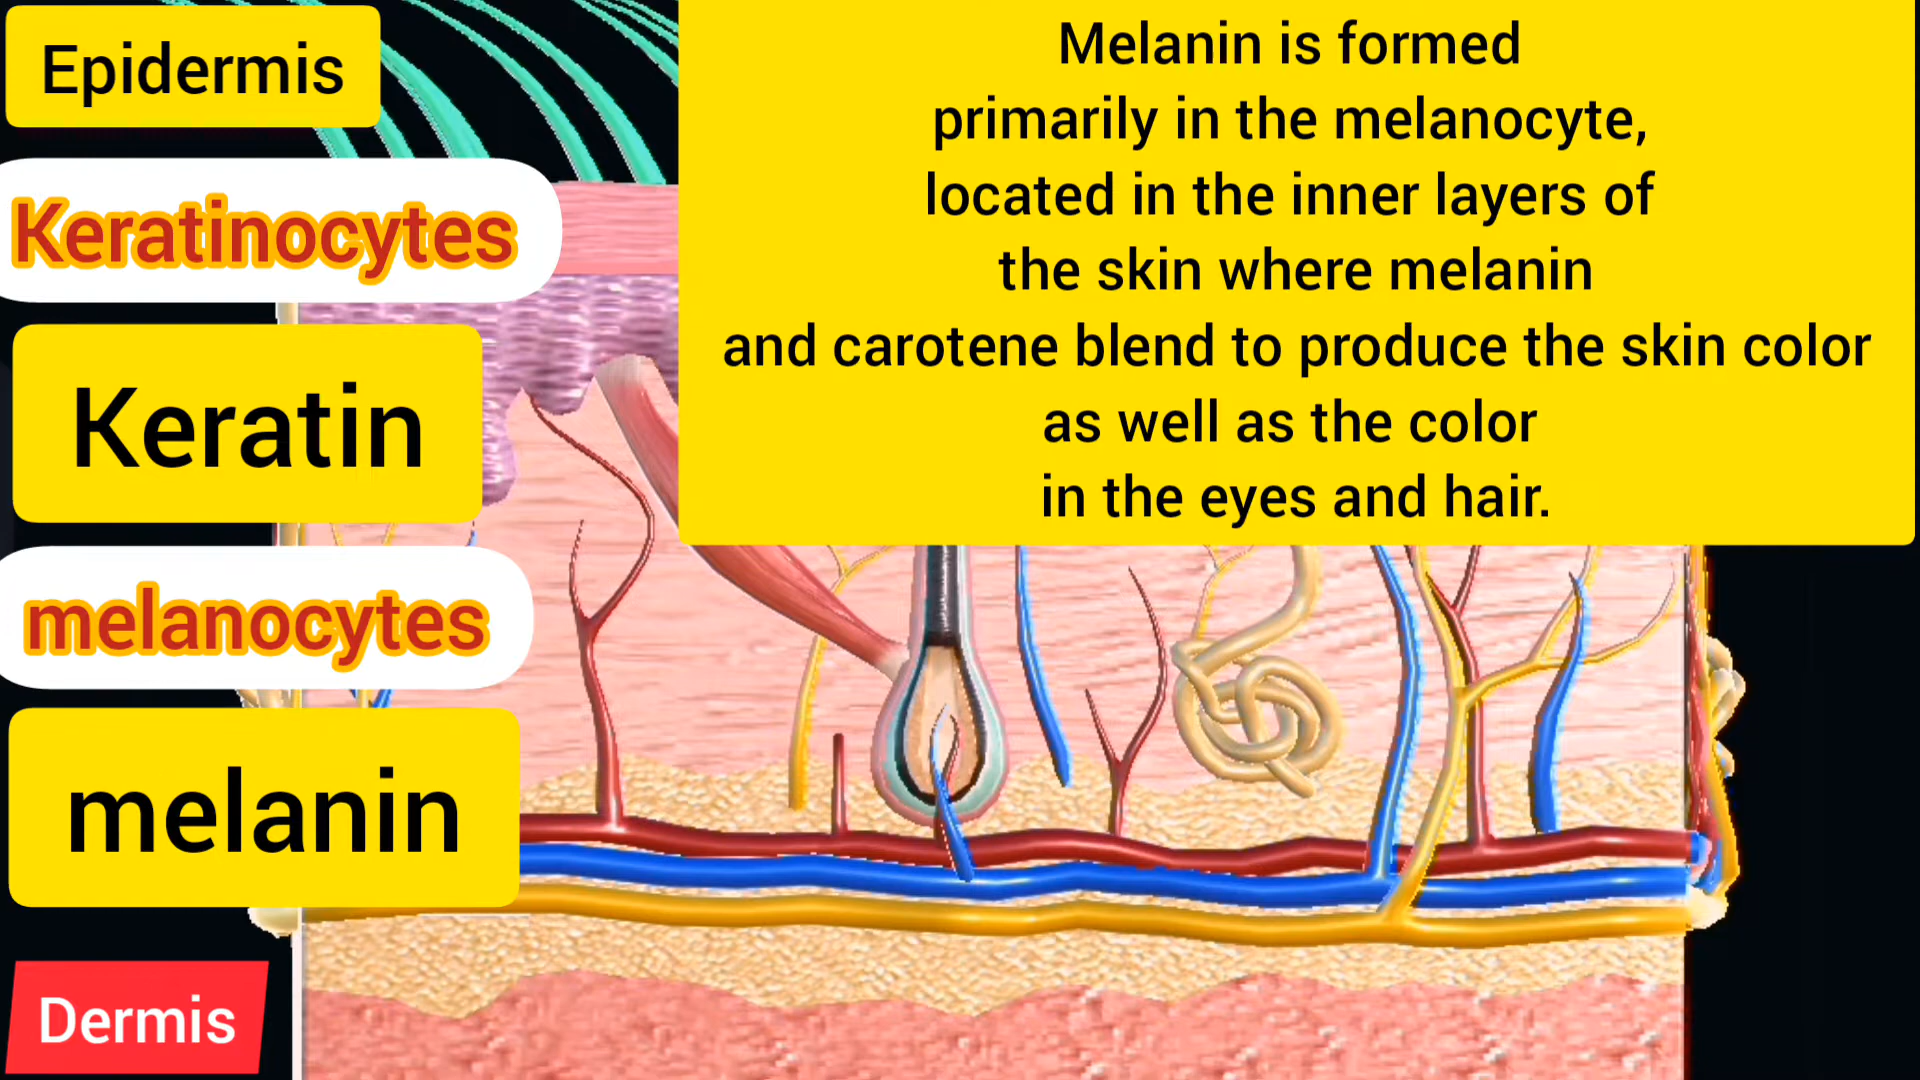 Epidermis
Keratinocytes
Keratin
melanocytes
melanin
Dermis
Melanin is formed
primarily in the melanocyte,
located in the inner layers of
the skin where melanin
and carotene blend to produce the skin color
as well as the color
in the eyes and hair.